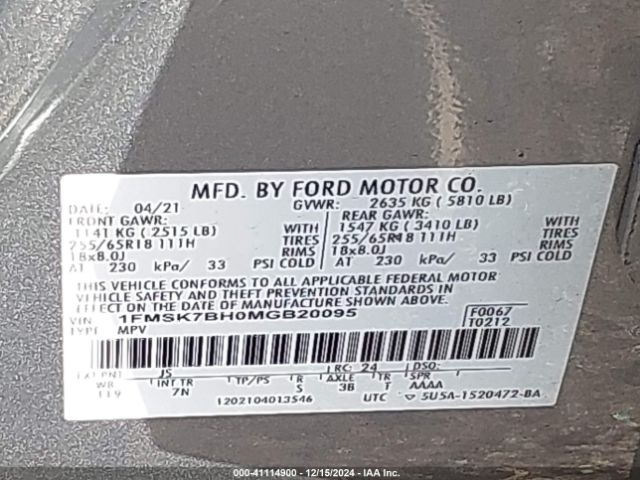 MFD. BY FORD MOTOR CO.
DATE: 04/21 GVWR: 2635 KG ( 5810 LB)
FRONT GAWR: REAR GAWR:
1141 KG ( 2515 LB) WITH 1547 KG ( 3410 LB) WITH
255/65R18 111H TIRES 255/65R18 111H TIRES
18x8.0J RIMS 18x8.0J RIMS
AT 230 kPa/ 33 PSI COLD AT 230 kPa/ 33 PSI COLD
THIS VEHICLE CONFORMS TO ALL APPLICABLE FEDERAL MOTOR
VEHICLE SAFETY AND THEFT PREVENTION STANDARDS IN
EFFECT ON THE DATE OF MANUFACTURE SHOWN ABOVE.
VIN: 1FMSK7BH0MGB20095 F0067
TYPE: MPV T0212
EXT PNT: JS RC: 24 DSO:
WB INT TR TP/PS R AXLE TR SPR
119 7N S 3B T AAAA
1202104013546 UTC ▽ 5U5A-1520472-BA
000-41114900 - 12/15/2024 - IAA Inc.